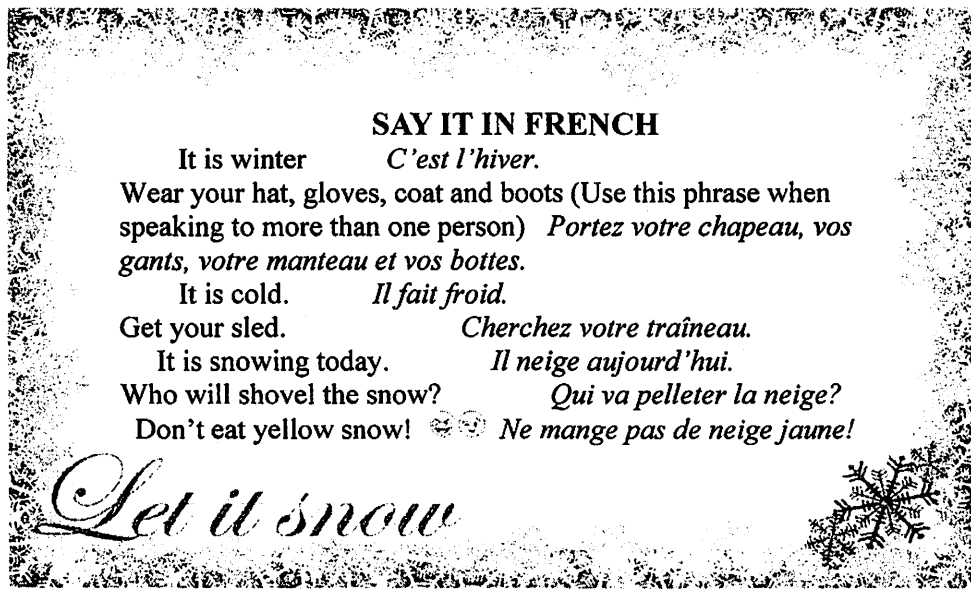 SAY IT IN FRENCH
It is winter C'est l'hiver.
Wear your hat, gloves, coat and boots (Use this phrase when
speaking to more than one person) Portez votre chapeau, vos
gants, votre manteau et vos bottes.
It is cold. Il fait froid.
Get your sled. Cherchez votre traîneau.
It is snowing today. Il neige aujourd'hui.
Who will shovel the snow? Qui va pelleter la neige?
Don't eat yellow snow! Ne mange pas de neige jaune!
Let it snow